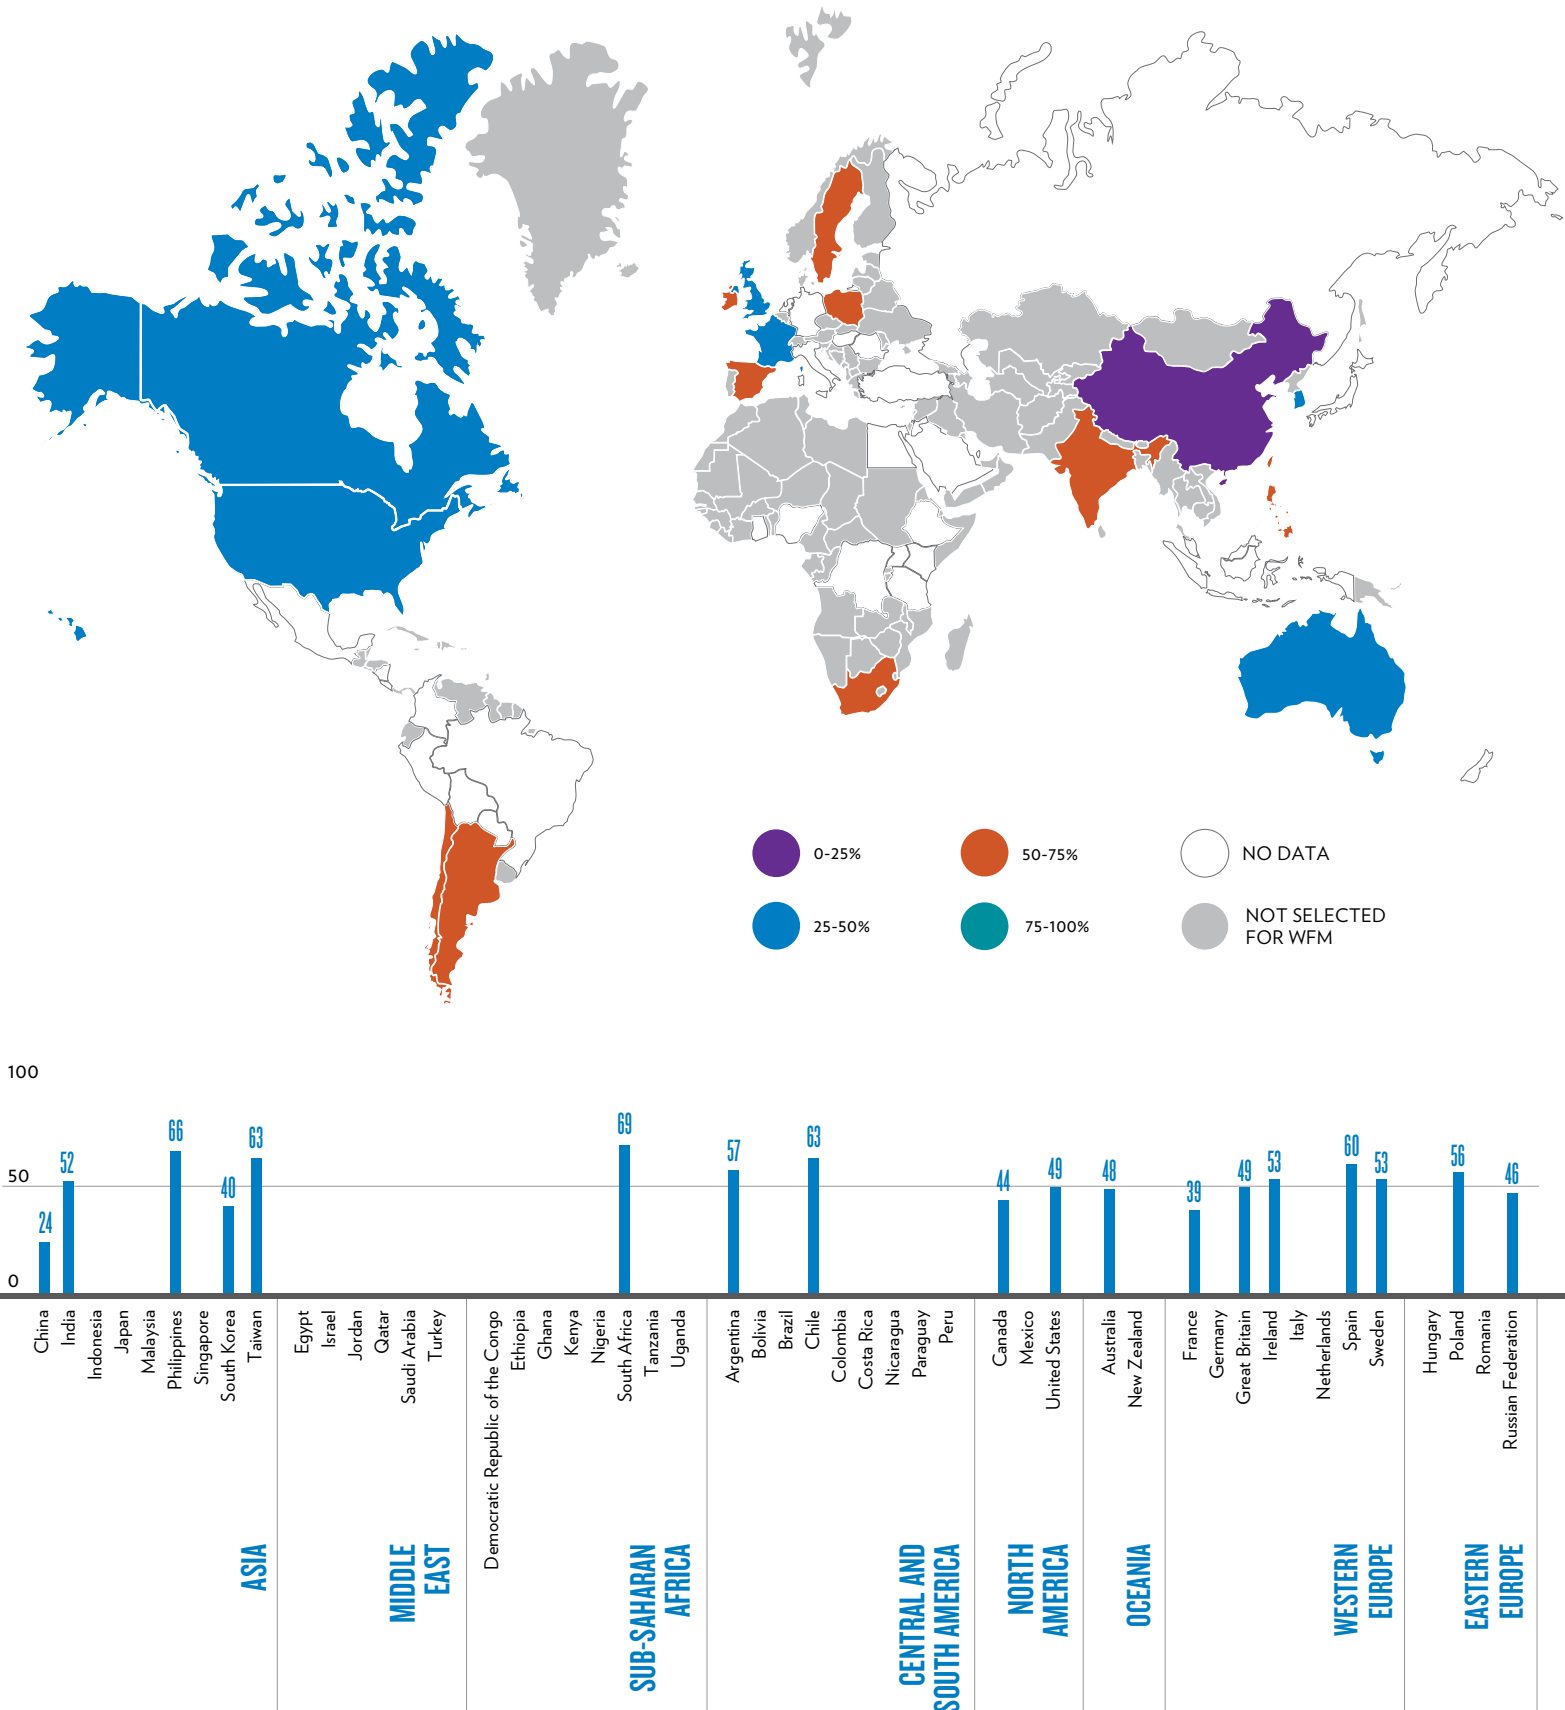 0-25%
50-75%
NO DATA
25-50%
75-100%
NOT SELECTED
FOR WFM
100
50
0
24
52
66
40
63
69
57
63
44
49
48
39
49
53
60
53
56
46
China
India
Indonesia
Japan
Malaysia
Philippines
Singapore
South Korea
Taiwan
Egypt
Israel
Jordan
Qatar
Saudi Arabia
Turkey
Democratic Republic of the Congo
Ethiopia
Ghana
Kenya
Nigeria
South Africa
Tanzania
Uganda
Argentina
Bolivia
Brazil
Chile
Colombia
Costa Rica
Nicaragua
Paraguay
Peru
Canada
Mexico
United States
Australia
New Zealand
France
Germany
Great Britain
Ireland
Italy
Netherlands
Spain
Sweden
Hungary
Poland
Romania
Russian Federation
ASIA
MIDDLE
EAST
SUB-SAHARAN
AFRICA
CENTRAL AND
SOUTH AMERICA
NORTH
AMERICA
OCEANIA
WESTERN
EUROPE
EASTERN
EUROPE